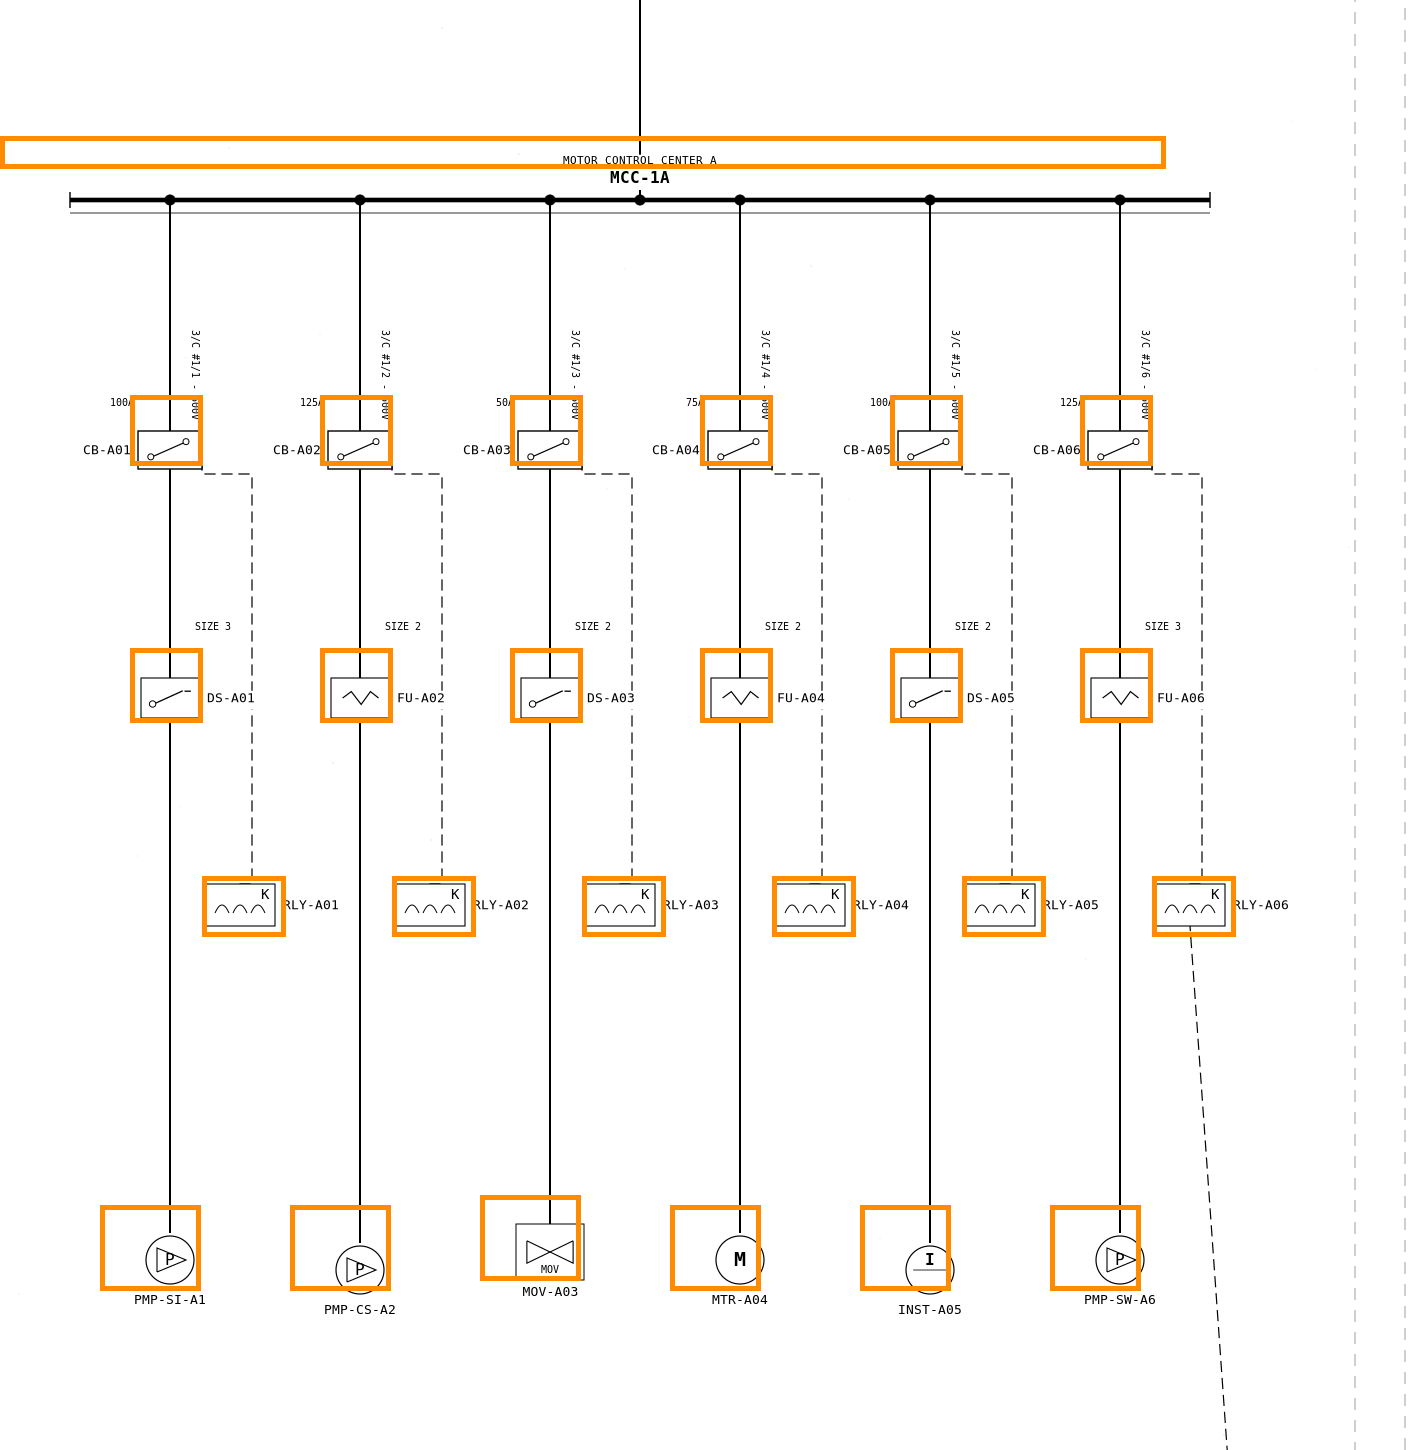 MOTOR CONTROL CENTER A
MCC-1A
3/C #1/1 -
3/C #1/2 -
3/C #1/3 -
3/C #1/4 -
3/C #1/5 -
3/C #1/6 -
100A
125A
50A
75A
100A
125A
CB-A01
CB-A02
CB-A03
CB-A04
CB-A05
CB-A06
SIZE 3
SIZE 2
SIZE 2
SIZE 2
SIZE 2
SIZE 3
DS-A01
FU-A02
DS-A03
FU-A04
DS-A05
FU-A06
K
K
K
K
K
K
RLY-A01
RLY-A02
RLY-A03
RLY-A04
RLY-A05
RLY-A06
P
P
MOV
M
I
P
PMP-SI-A1
PMP-CS-A2
MOV-A03
MTR-A04
INST-A05
PMP-SW-A6